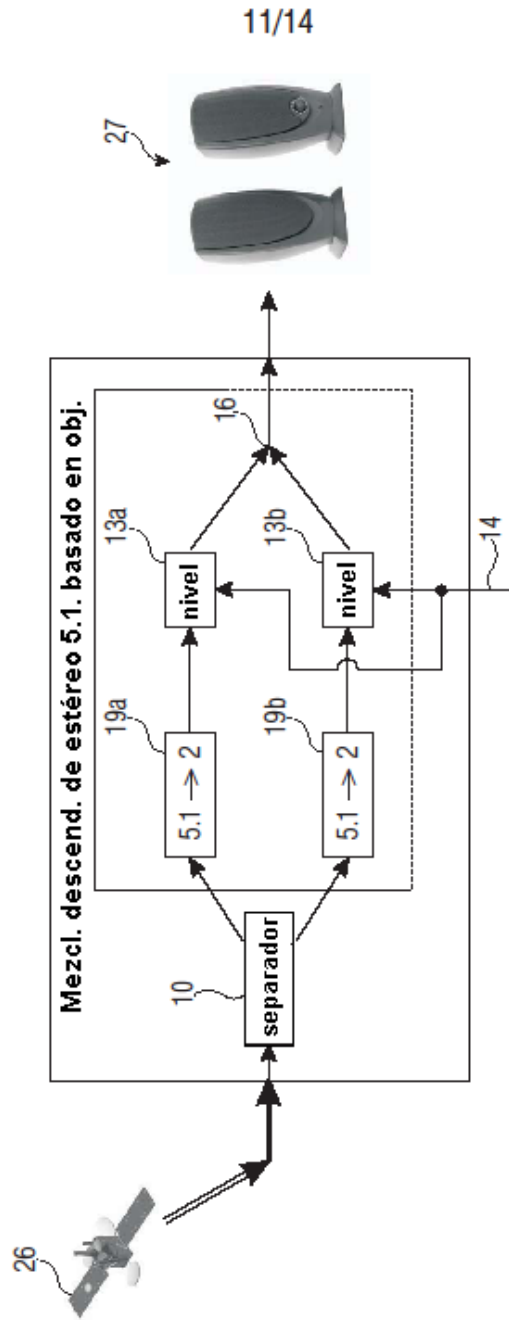 11/14
27
Mezcl. descend. de estéreo 5.1. basado en obj.
16
13a
nivel
13b
nivel
14
19a
5.1 -> 2
19b
5.1 -> 2
10
separador
26